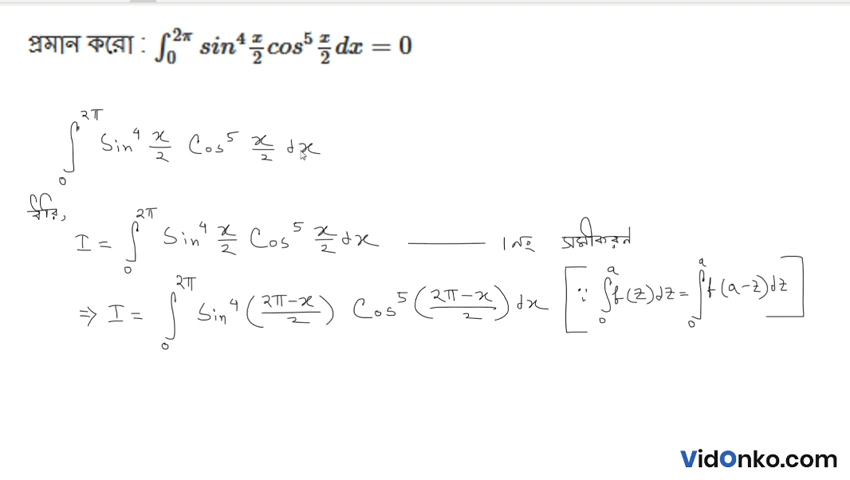 প্রমান করো : ∫₀^{2π} sin⁴ x/2 cos⁵ x/2 dx = 0
∫₀^{2π} Sin⁴ x/2 Cos⁵ x/2 dx
ধরি,
I = ∫₀^{2π} Sin⁴ x/2 Cos⁵ x/2 dx ——— ১নং সমীকরন
⇒ I = ∫₀^{2π} Sin⁴ (2π-x/2) Cos⁵ (2π-x/2) dx [∵ ∫₀^{a} f(z)dz = ∫₀^{a} f(a-z)dz]
VidOnko.com